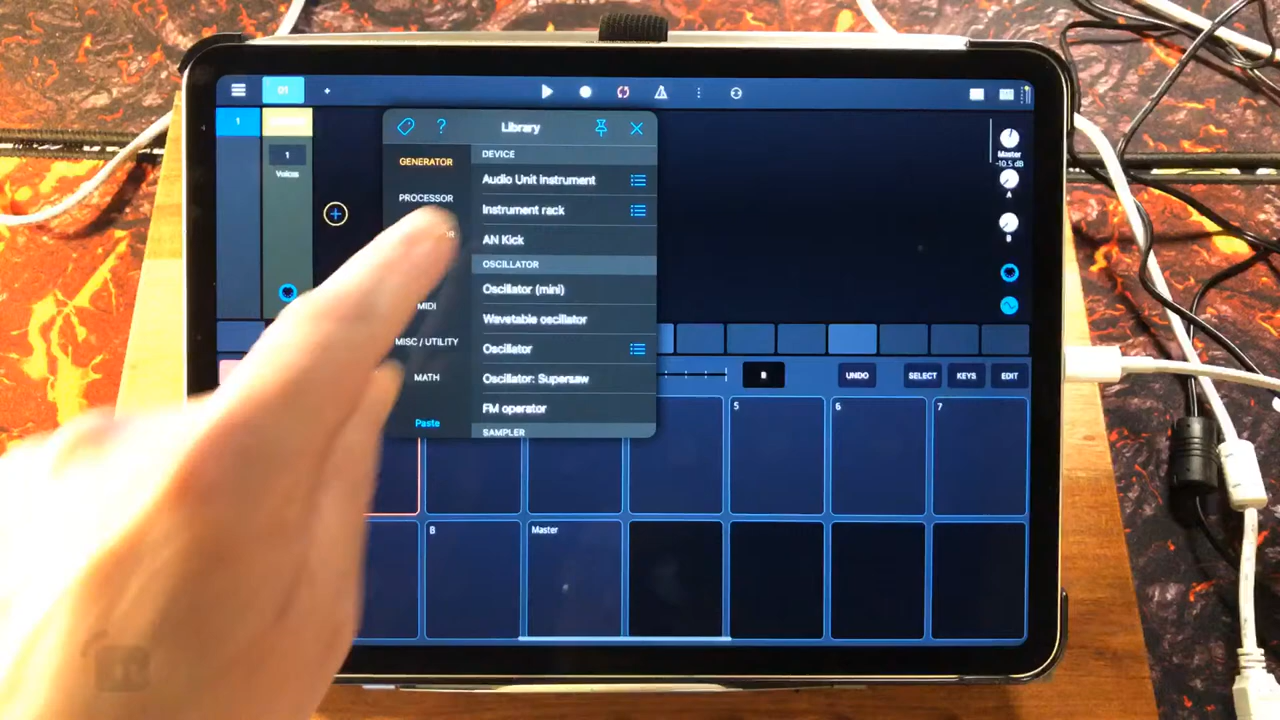 01
+
1
Library
?
Master
-10.5 dB
A
B
1
Voices
GENERATOR
PROCESSOR
MIDI
MISC / UTILITY
MATH
Paste
DEVICE
Audio Unit instrument
Instrument rack
AN Kick
OSCILLATOR
Oscillator (mini)
Wavetable oscillator
Oscillator
Oscillator: Supersaw
FM operator
SAMPLER
UNDO
SELECT
KEYS
EDIT
5
6
7
B
Master